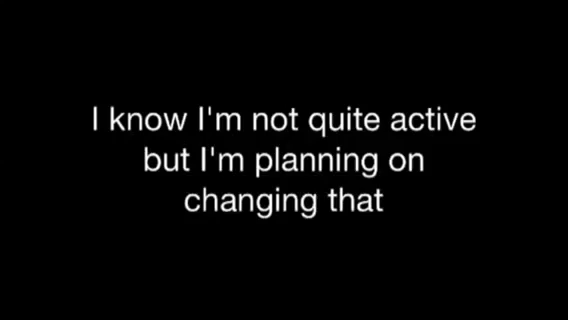 I know I'm not quite active
but I'm planning on
changing that